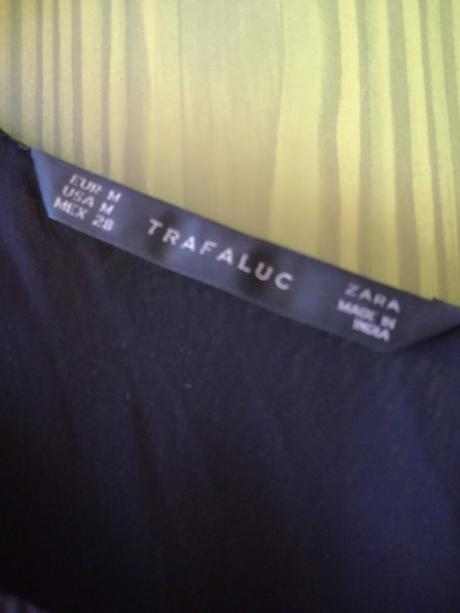 EUR M
USA M
MEX 28
TRAFALUC
ZARA
MADE IN
INDIA